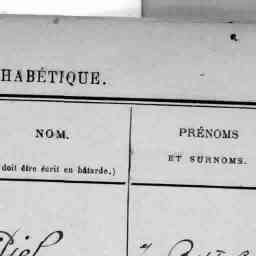 HABÉTIQUE.
NOM.
PRÉNOMS
ET SURNOMS.
doit être écrit en bâtarde.)